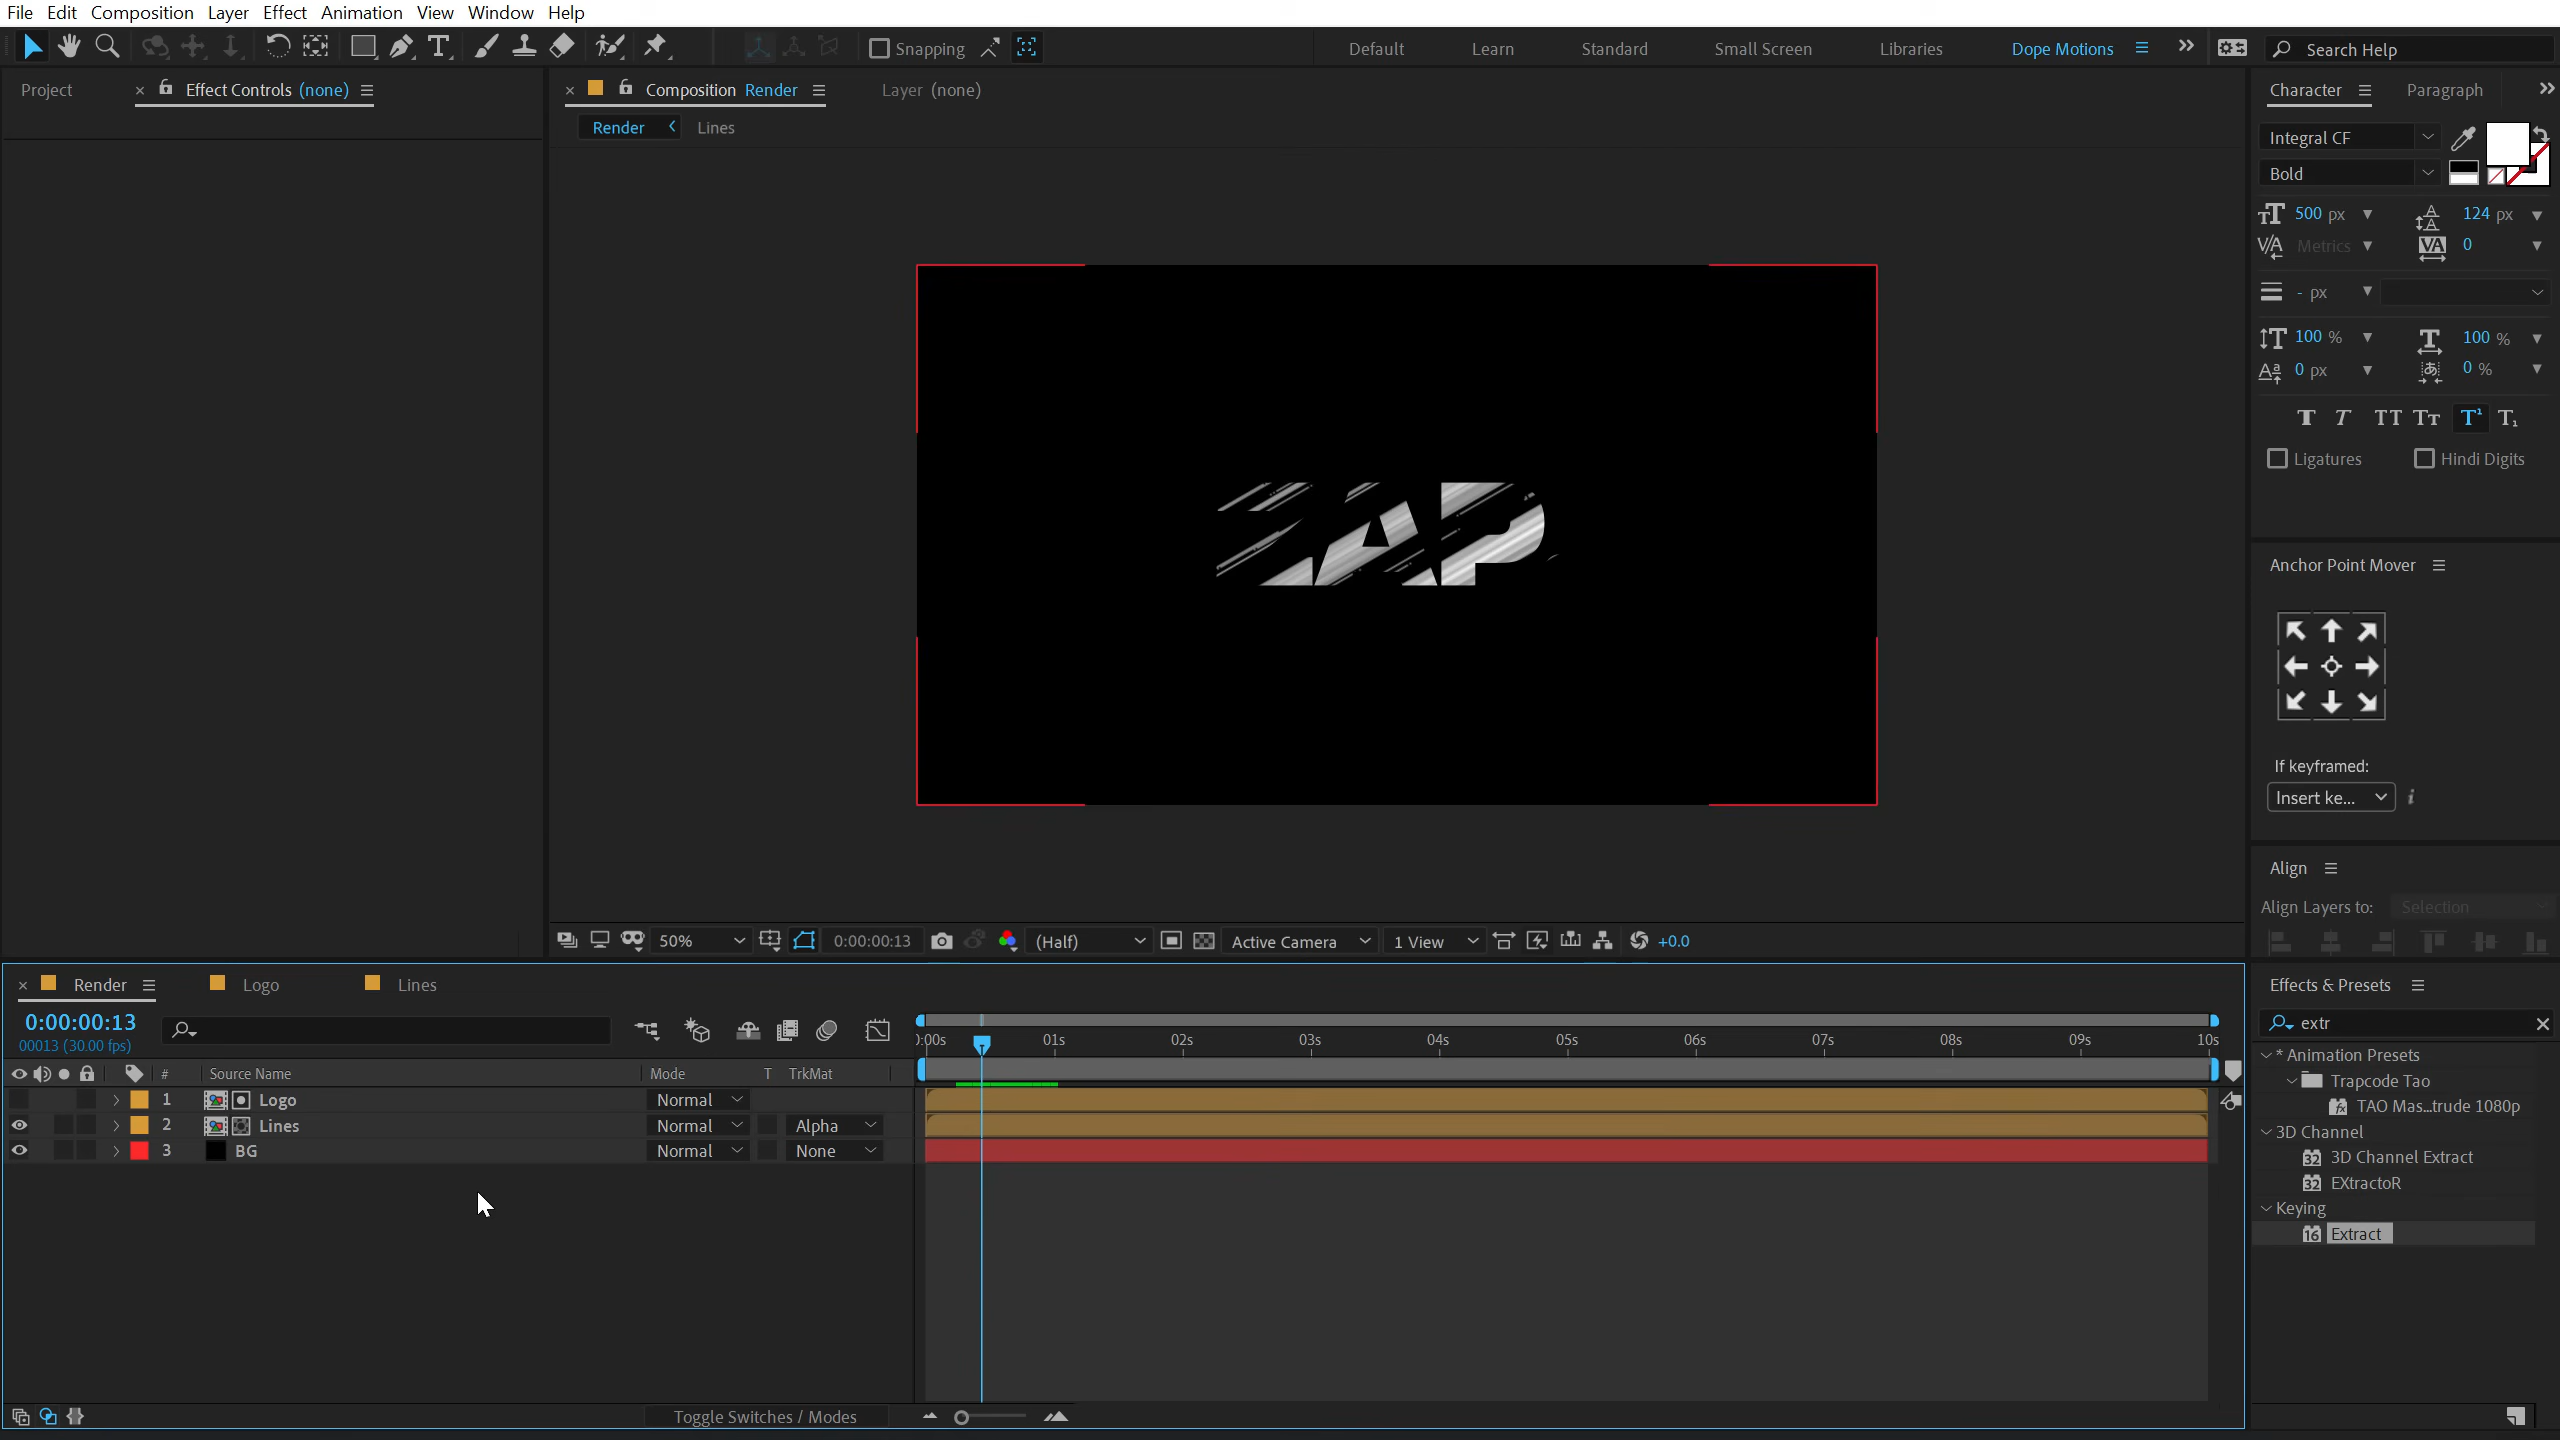 File Edit Composition Layer Effect Animation View Window Help
Snapping
Default Learn Standard Small Screen Libraries Dope Motions Search Help
Project
Effect Controls (none)
Composition Render
Layer (none)
Render Lines
Character Paragraph
Integral CF
Bold
500 px 124 px
Metrics 0
- px
100 % 100 %
0 px 0 %
Ligatures Hindi Digits
ZAP
Anchor Point Mover
If keyframed:
Insert ke...
Align
Align Layers to: Selection
50% 0:00:00:13 (Half) Active Camera 1 View +0.0
Render Logo Lines
0:00:00:13
00013 (30.00 fps)
0:00s 01s 02s 03s 04s 05s 06s 07s 08s 09s 10s
# Source Name Mode T TrkMat
1 Logo Normal
2 Lines Normal Alpha
3 BG Normal None
Toggle Switches / Modes
Effects & Presets
extr
* Animation Presets
Trapcode Tao
TAO Mas...trude 1080p
3D Channel
3D Channel Extract
EXtractoR
Keying
Extract